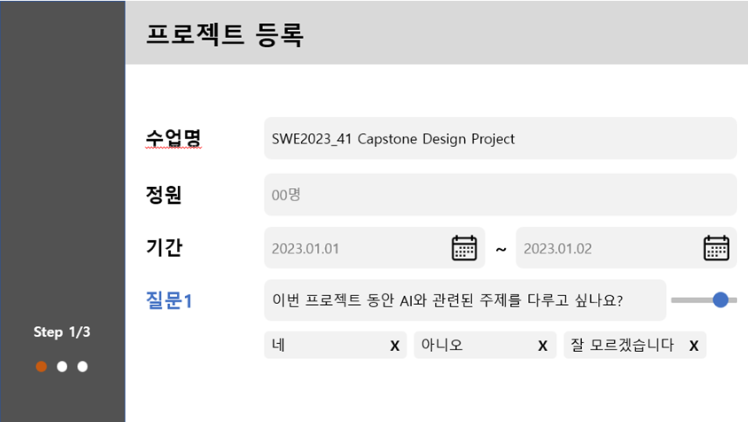 프로젝트 등록
수업명
SWE2023_41 Capstone Design Project
정원
00명
기간
2023.01.01 ~ 2023.01.02
질문1
이번 프로젝트 동안 AI와 관련된 주제를 다루고 싶나요?
네 X 아니오 X 잘 모르겠습니다 X
Step 1/3